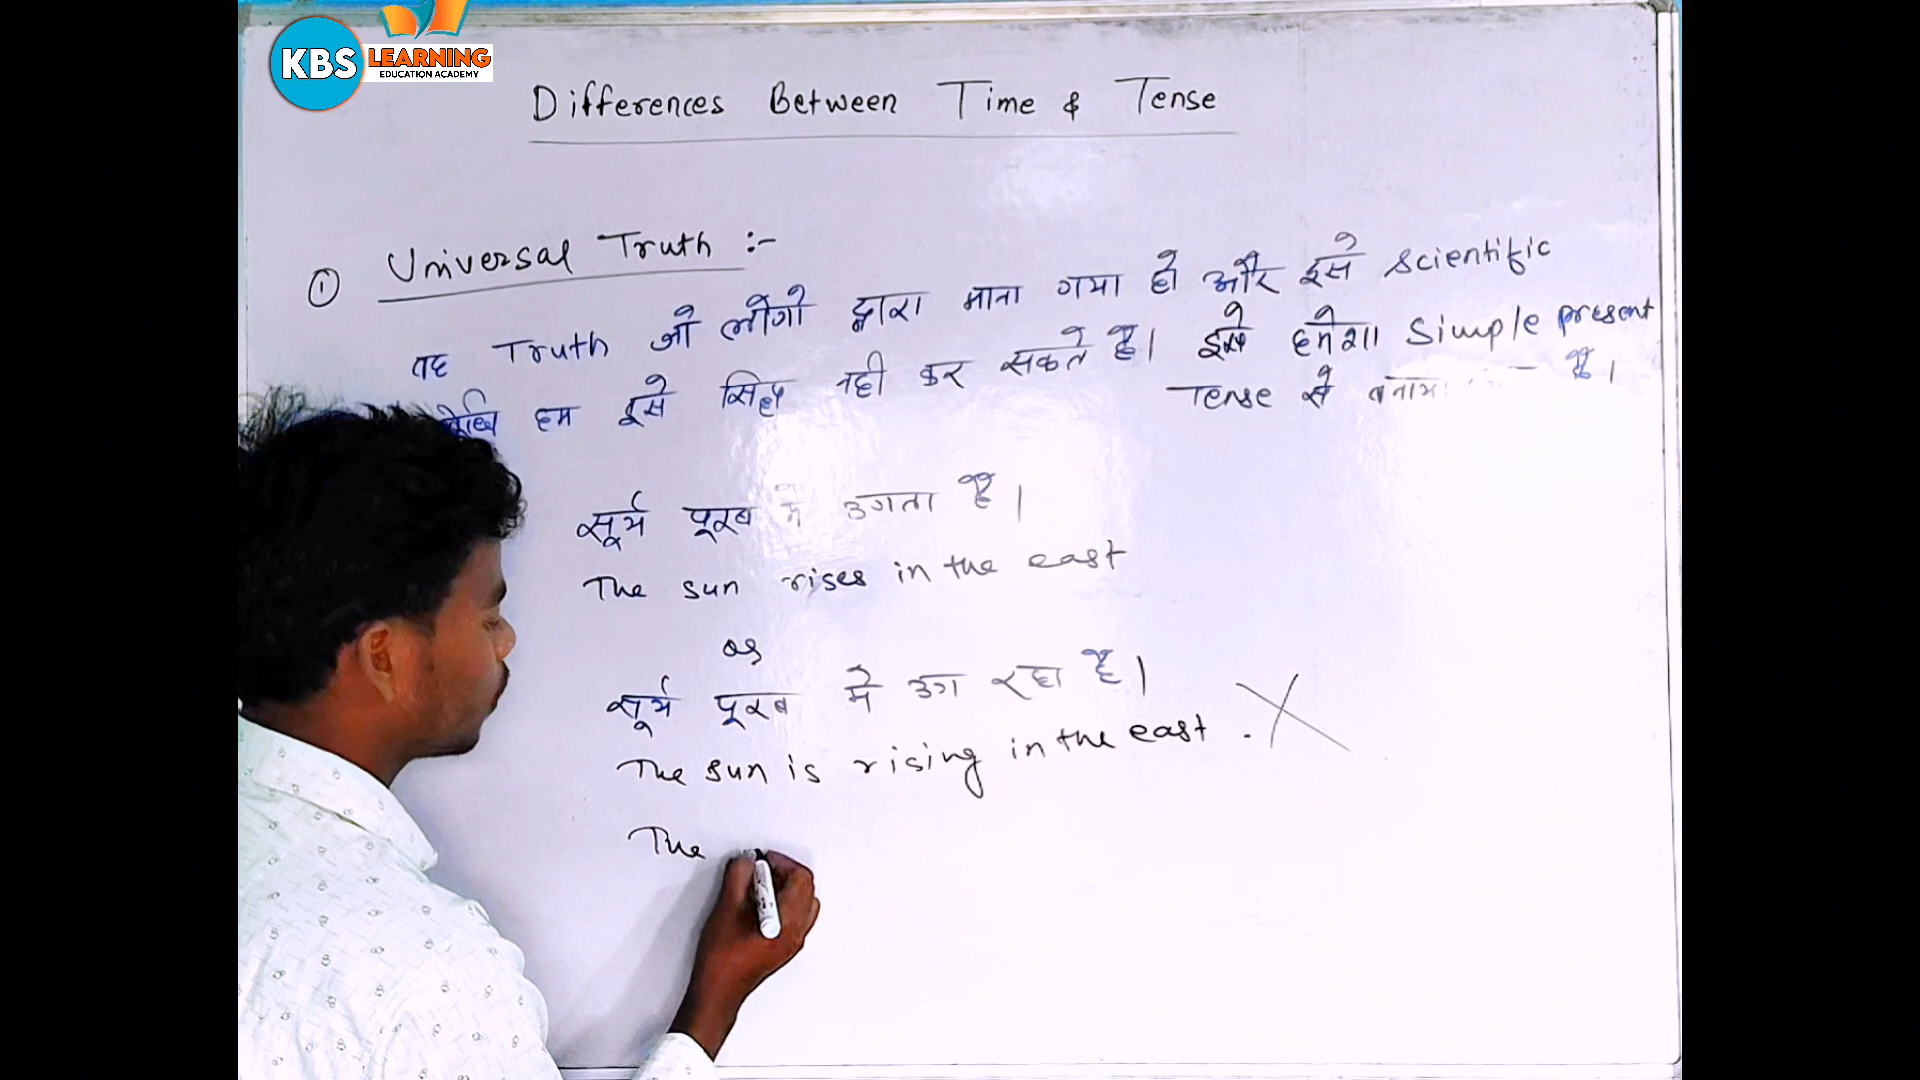 KBS LEARNING
EDUCATION ACADEMY
Differences Between Time & Tense
① Universal Truth :-
वह Truth जो लोगो द्वारा माना गया हो और इसे scientific
हम इसे सिद्ध नही कर सकते है। इसे हमेशा Simple present
Tense से है।
सूर्य पूरब में उगता है।
The sun rises in the east
सूर्य पूरब में उग रहा है।
The sun is rising in the east .
The